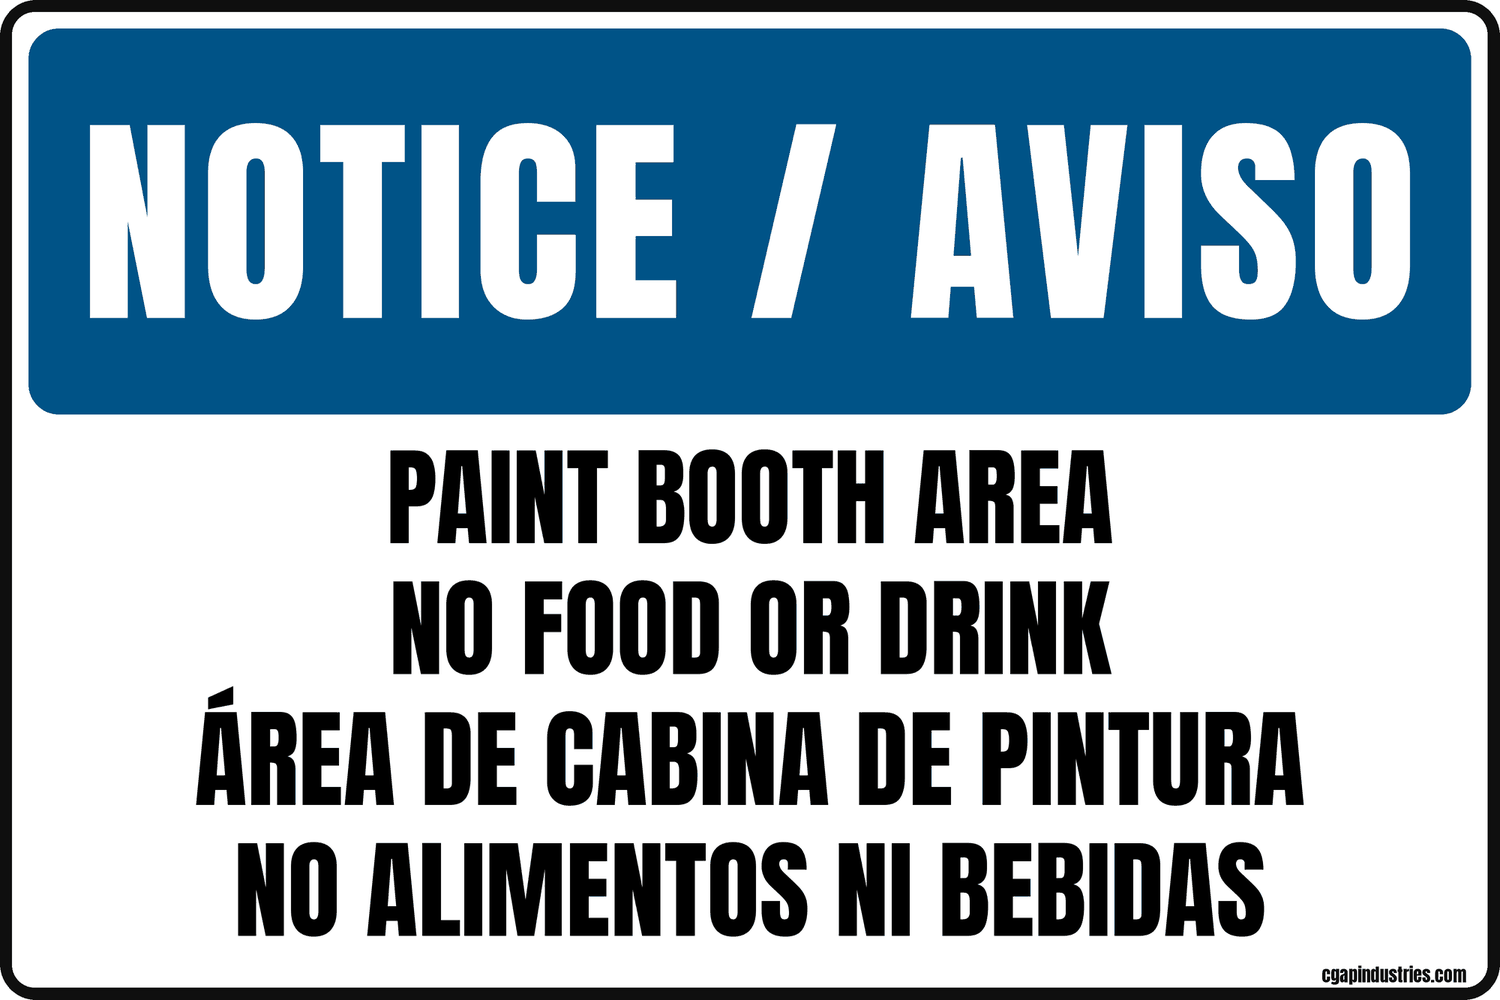 NOTICE / AVISO
PAINT BOOTH AREA
NO FOOD OR DRINK
ÁREA DE CABINA DE PINTURA
NO ALIMENTOS NI BEBIDAS
cgapindustries.com